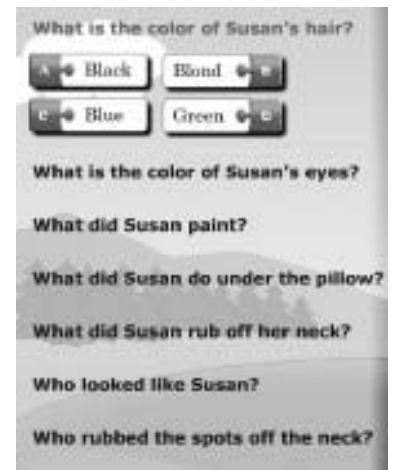 What is the color of Susan's hair?
A Black Blond B
C Blue Green
What is the color of Susan's eyes?
What did Susan paint?
What did Susan do under the pillow?
What did Susan rub off her neck?
Who looked like Susan?
Who rubbed the spots off the neck?